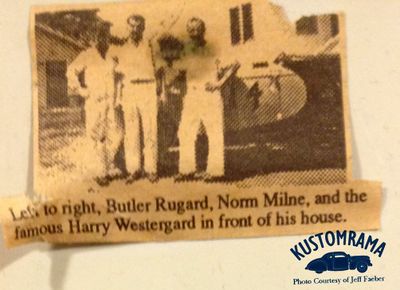 Left to right, Butler Rugard, Norm Milne, and the
famous Harry Westergard in front of his house.
KUSTOMRAMA
Photo Courtesy of Jeff Faeber